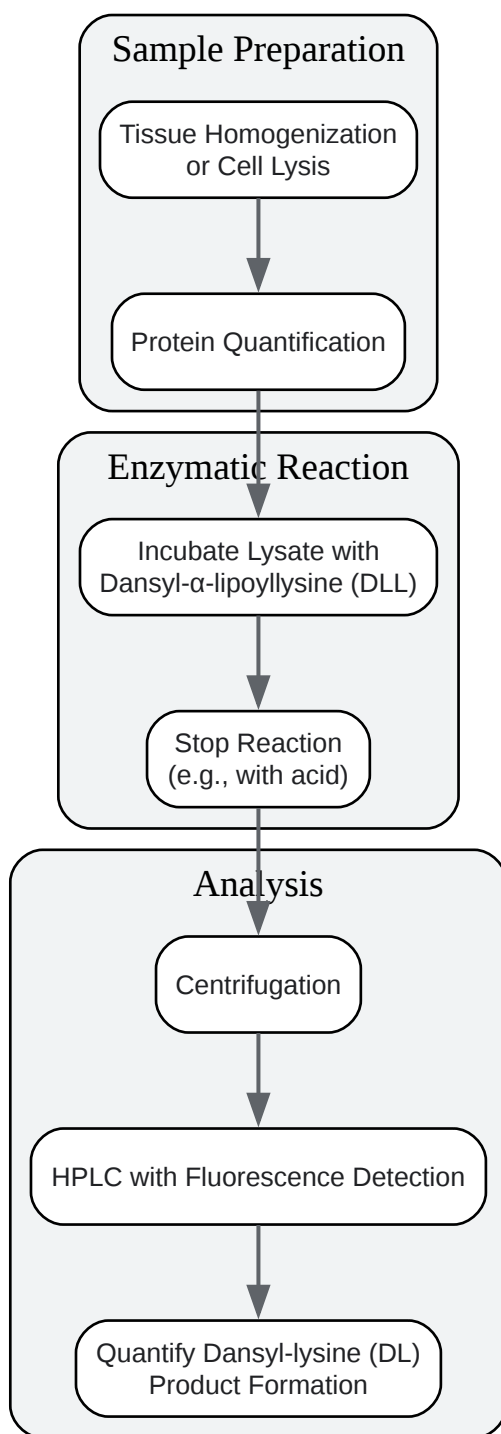 Sample Preparation
Tissue Homogenization
or Cell Lysis
Protein Quantification
Enzymatic Reaction
Incubate Lysate with
Dansyl-α-lipoyllysine (DLL)
Stop Reaction
(e.g., with acid)
Analysis
Centrifugation
HPLC with Fluorescence Detection
Quantify Dansyl-lysine (DL)
Product Formation